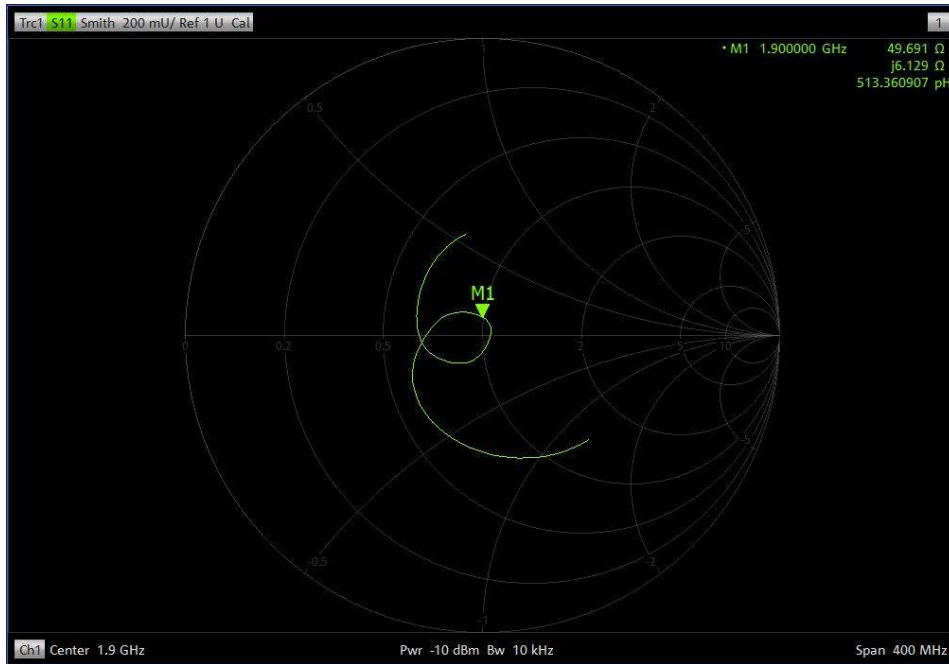 Trc1 S11 Smith 200 mU/ Ref 1 U Cal
1
• M1 1.900000 GHz 49.691 Ω
j6.129 Ω
513.360907 pH
1
0.5
2
5
M1
0 0.2 0.5 1 2 5 10
-5
-0.5
-2
-1
Ch1 Center 1.9 GHz Pwr -10 dBm Bw 10 kHz Span 400 MHz